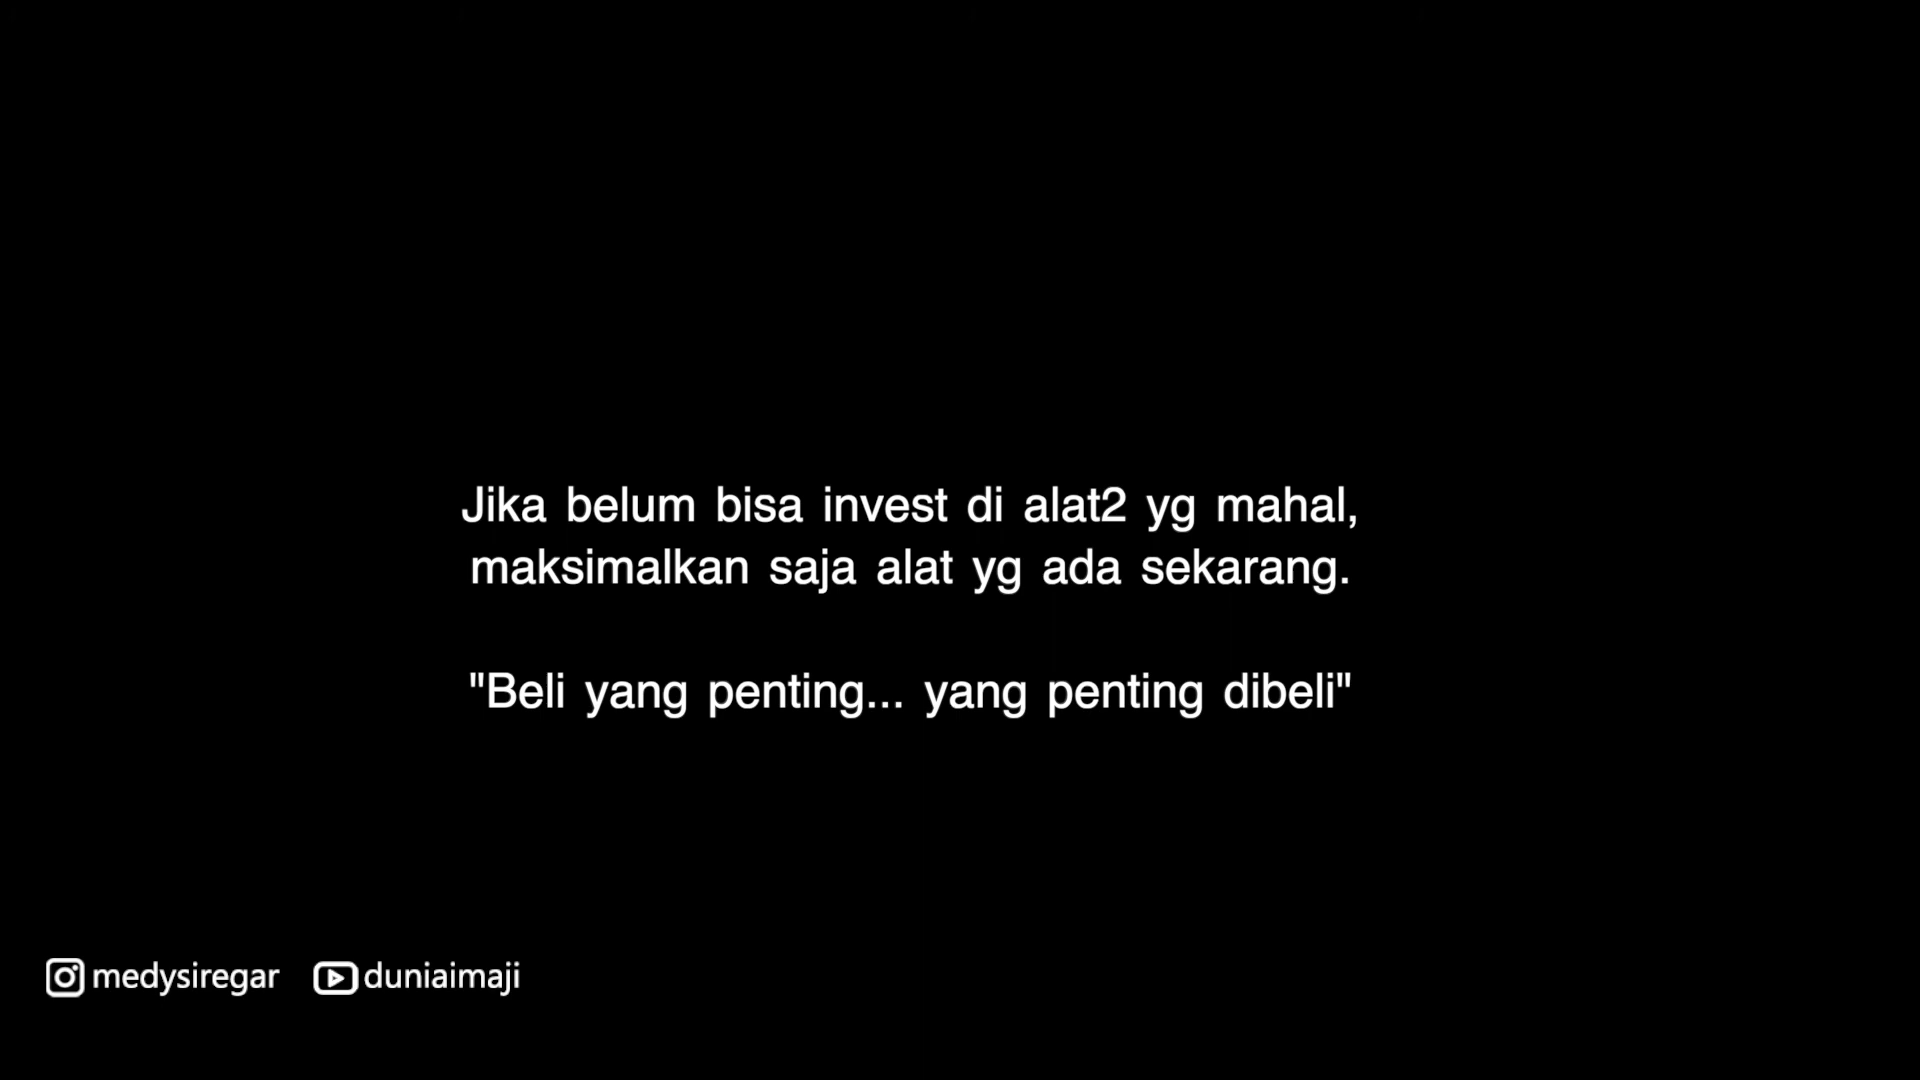 Jika belum bisa invest di alat2 yg mahal,
maksimalkan saja alat yg ada sekarang.
"Beli yang penting... yang penting dibeli"
medysiregar duniaimaji